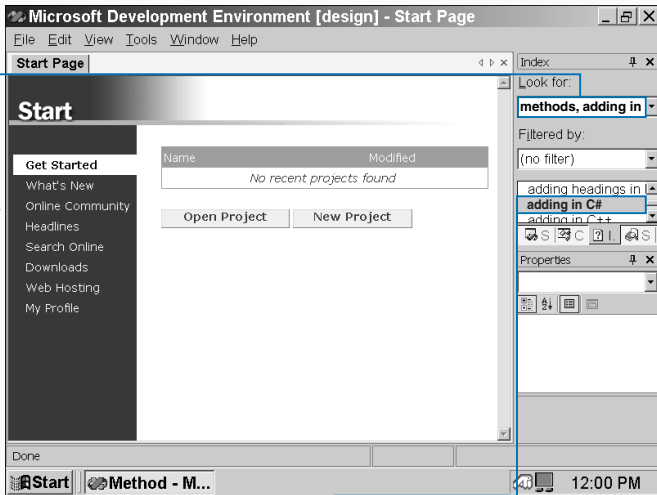 Microsoft Development Environment [design] - Start Page
File Edit View Tools Window Help
Start Page
Start
Get Started
What's New
Online Community
Headlines
Search Online
Downloads
Web Hosting
My Profile
Name Modified
No recent projects found
Open Project New Project
Index
Look for:
methods, adding in
Filtered by:
(no filter)
adding headings in
adding in C#
adding in C++
S C I. S
Properties
Done
Start Method - M... 12:00 PM